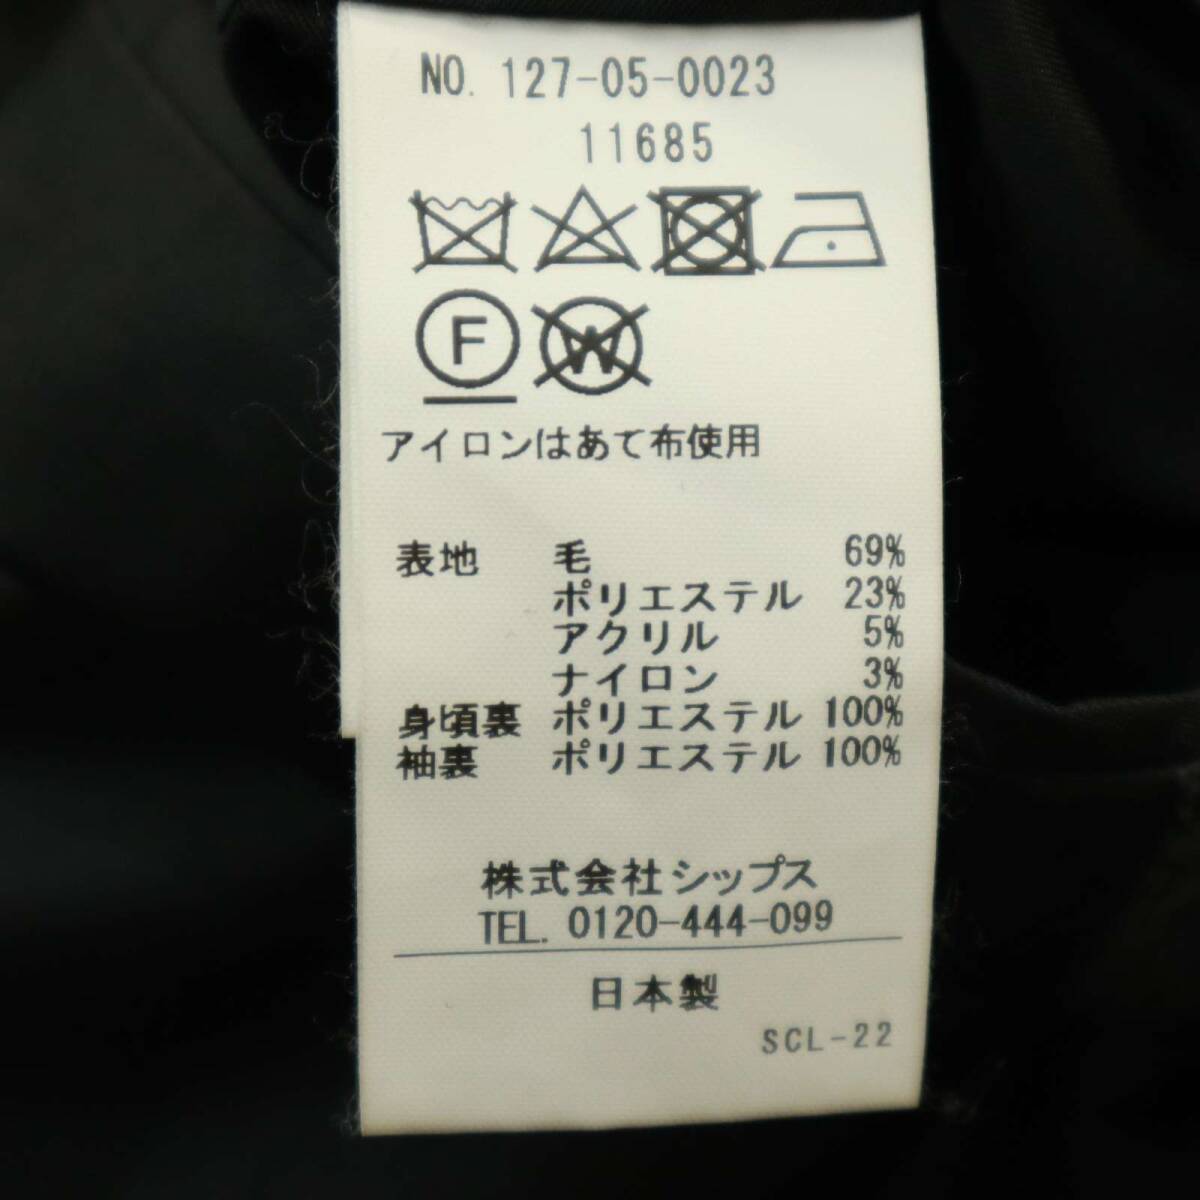 NO. 127-05-0023
11685
F
W
アイロンはあて布使用
表地 毛 69%
ポリエステル 23%
アクリル 5%
ナイロン 3%
身頃裏 ポリエステル 100%
袖裏 ポリエステル 100%
株式会社シップス
TEL. 0120-444-099
日本製
SCL-22